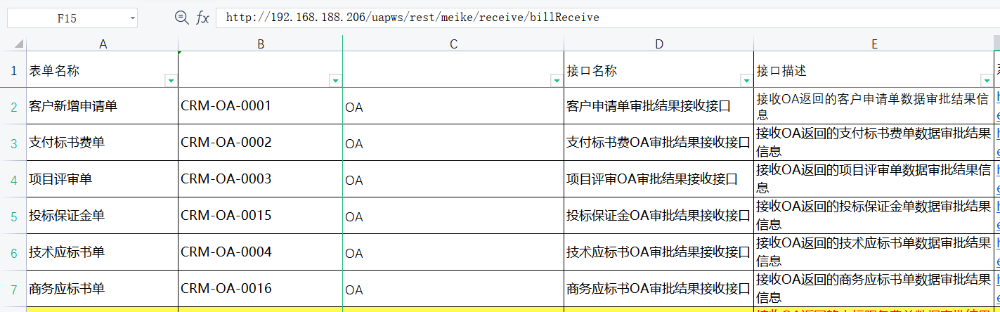 F15 fx http://192.168.188.206/uapws/rest/meike/receive/billReceive
A B C D E
1 表单名称 接口名称 接口描述
2 客户新增申请单 CRM-OA-0001 OA 客户申请单审批结果接收接口 接收OA返回的客户申请单数据审批结果信
息
3 支付标书费单 CRM-OA-0002 OA 支付标书费OA审批结果接收接口 接收OA返回的支付标书费单数据审批结果
信息
4 项目评审单 CRM-OA-0003 OA 项目评审OA审批结果接收接口 接收OA返回的项目评审单数据审批结果信
息
5 投标保证金单 CRM-OA-0015 OA 投标保证金OA审批结果接收接口 接收OA返回的投标保证金单数据审批结果
信息
6 技术应标书单 CRM-OA-0004 OA 技术应标书OA审批结果接收接口 接收OA返回的技术应标书单数据审批结果
信息
7 商务应标书单 CRM-OA-0016 OA 商务应标书OA审批结果接收接口 接收OA返回的商务应标书单数据审批结果
信息